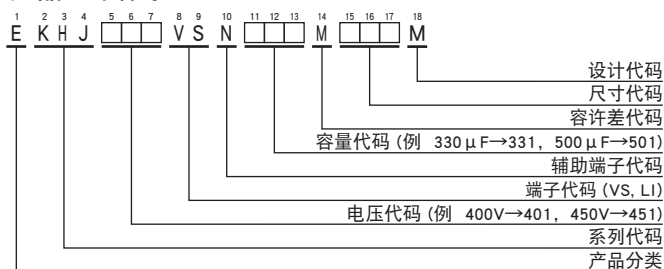 1 2 3 4 5 6 7 8 9 10 11 12 13 14 15 16 17 18
E K H J □□□ V S N □□□ M □□□ M
设计代码
尺寸代码
容许差代码
容量代码 (例 330μF→331, 500μF→501)
辅助端子代码
端子代码 (VS, LI)
电压代码 (例 400V→401, 450V→451)
系列代码
产品分类